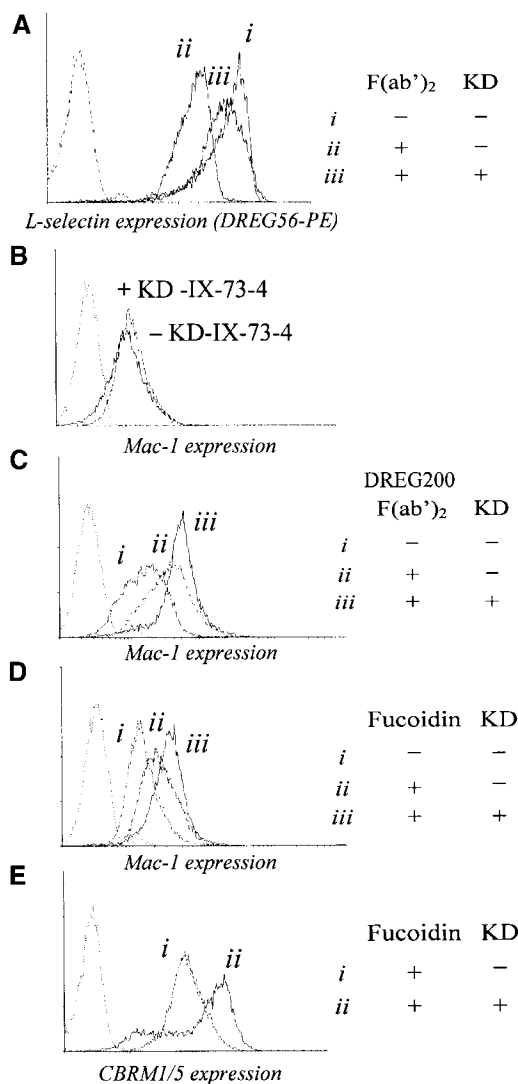 A
ii
iii
i
F(ab')₂ KD
i – –
ii + –
iii + +
L-selectin expression (DREG56-PE)
B
+ KD -IX-73-4
– KD-IX-73-4
Mac-1 expression
C
i
ii
iii
DREG200
F(ab')₂ KD
i – –
ii + –
iii + +
Mac-1 expression
D
i
ii
iii
Fucoidin KD
i – –
ii + –
iii + +
Mac-1 expression
E
i
ii
Fucoidin KD
i + –
ii + +
CBRM1/5 expression